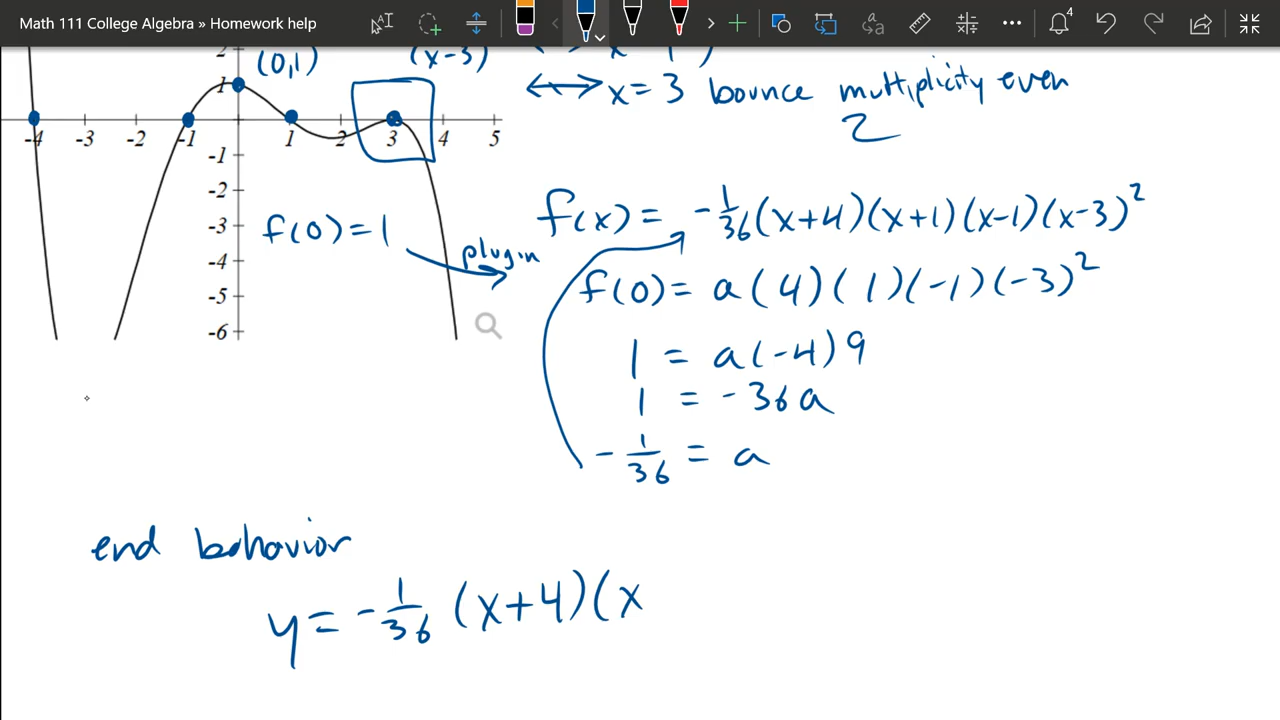 Math 111 College Algebra » Homework help
4
2
(0,1)
(x-3)
1
⟷ x=3 bounce multiplicity even
2
-4 -3 -2 -1 1 2 3 4 5
-1
-2
-3
-4
-5
-6
f(0)=1
plug in
f(x)= -1/36(x+4)(x+1)(x-1)(x-3)²
f(0)= a(4)(1)(-1)(-3)²
1 = a(-4)9
1 = -36a
-1/36 = a
end behavior
y= -1/36 (x+4)(x